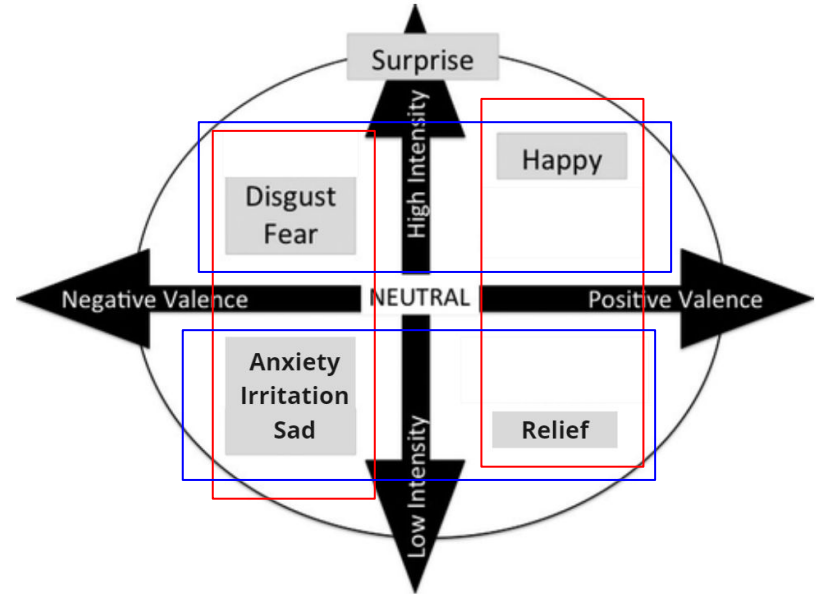 Surprise
High Intensity
Happy
Disgust
Fear
Negative Valence
NEUTRAL
Positive Valence
Anxiety
Irritation
Sad
Relief
Low Intensity